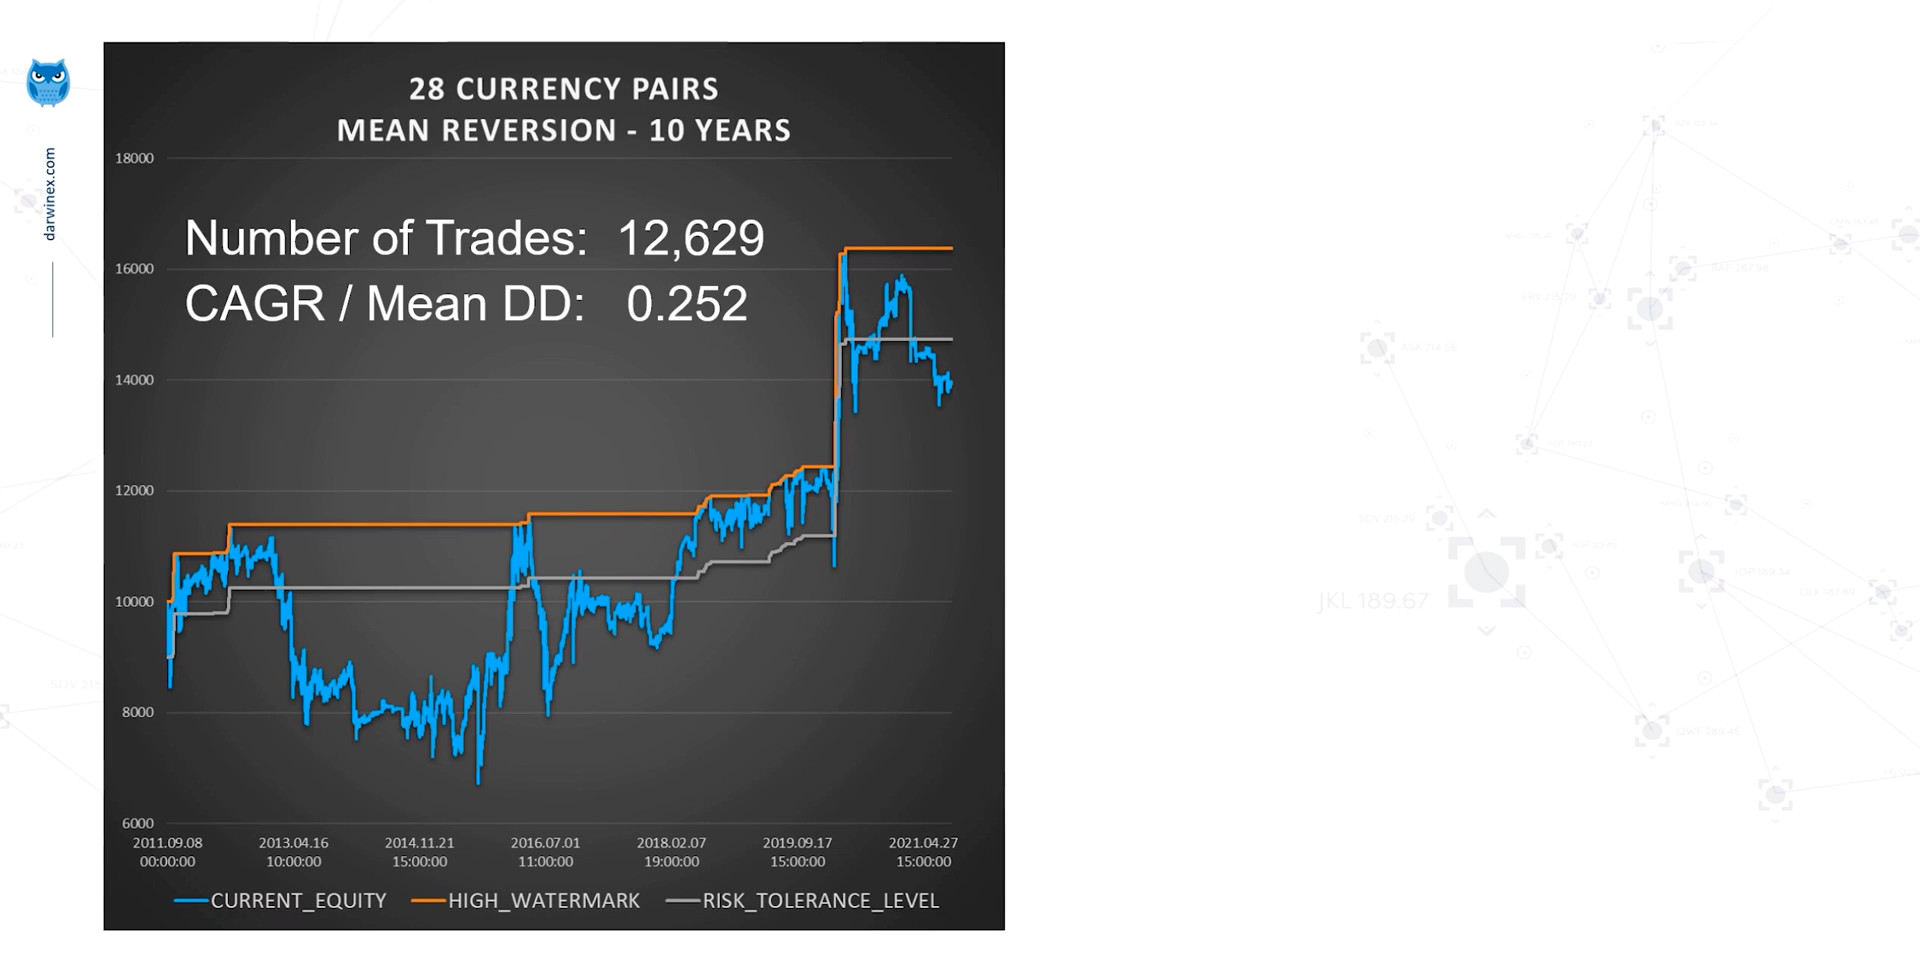 darwinex.com
28 CURRENCY PAIRS
MEAN REVERSION - 10 YEARS
Number of Trades: 12,629
CAGR / Mean DD: 0.252
18000
16000
14000
12000
10000
8000
6000
2011.09.08 00:00:00
2013.04.16 10:00:00
2014.11.21 15:00:00
2016.07.01 11:00:00
2018.02.07 19:00:00
2019.09.17 15:00:00
2021.04.27 15:00:00
CURRENT_EQUITY
HIGH_WATERMARK
RISK_TOLERANCE_LEVEL
JKL 189.67